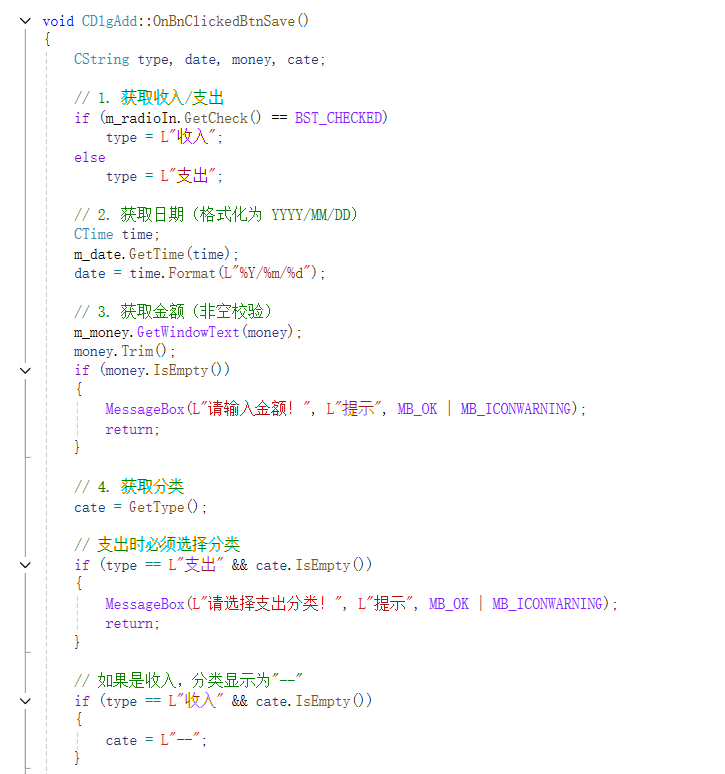 void CDlgAdd::OnBnClickedBtnSave()
{
CString type, date, money, cate;
// 1. 获取收入/支出
if (m_radioIn.GetCheck() == BST_CHECKED)
type = L"收入";
else
type = L"支出";
// 2. 获取日期（格式化为 YYYY/MM/DD）
CTime time;
m_date.GetTime(time);
date = time.Format(L"%Y/%m/%d");
// 3. 获取金额（非空校验）
m_money.GetWindowText(money);
money.Trim();
if (money.IsEmpty())
{
MessageBox(L"请输入金额！", L"提示", MB_OK | MB_ICONWARNING);
return;
}
// 4. 获取分类
cate = GetType();
// 支出时必须选择分类
if (type == L"支出" && cate.IsEmpty())
{
MessageBox(L"请选择支出分类！", L"提示", MB_OK | MB_ICONWARNING);
return;
}
// 如果是收入，分类显示为"--"
if (type == L"收入" && cate.IsEmpty())
{
cate = L"--";
}